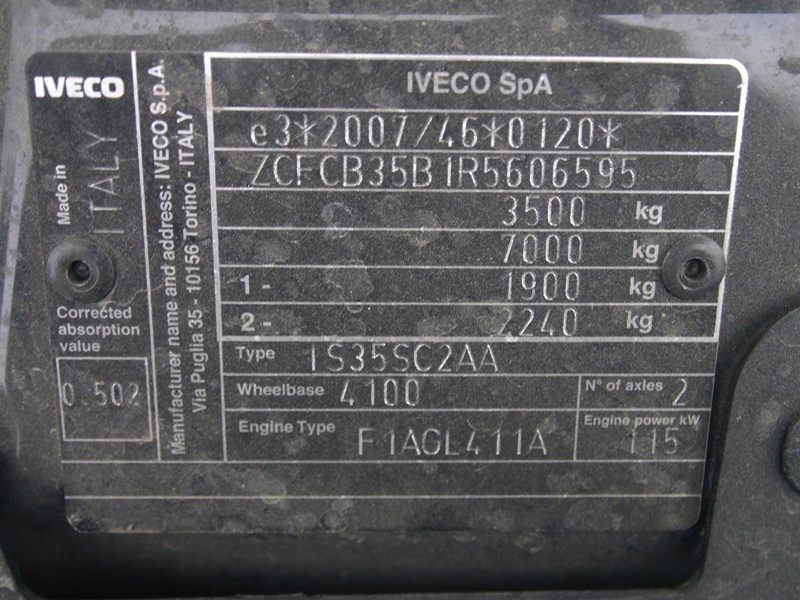 IVECO
Made in
ITALY
Corrected
absorption
value
0.502
Manufacturer name and address: IVECO S.p.A.
Via Puglia 35 - 10156 Torino - ITALY
IVECO SpA
e3*2007/46*0120*
ZCFCB35B1R5606595
3500 kg
7000 kg
1 - 1900 kg
2 - 2240 kg
Type IS35SC2AA
Wheelbase 4100 N° of axles 2
Engine Type F1AGL411A Engine power kW 115